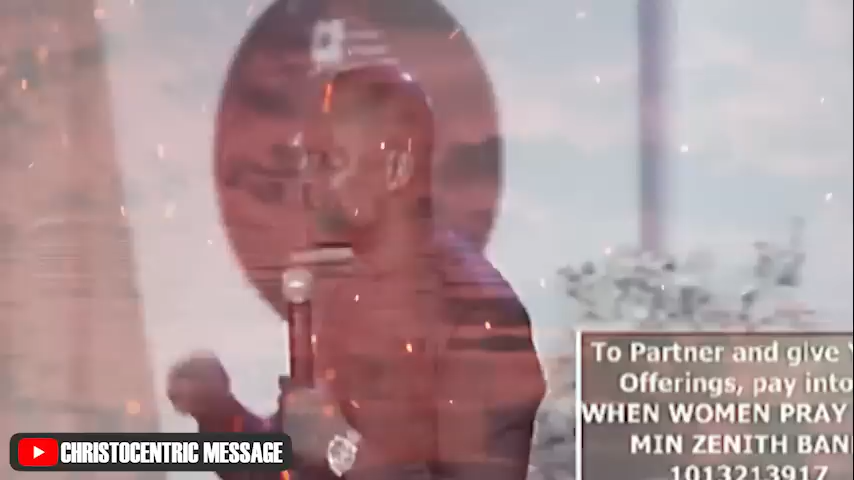 To Partner and give
Offerings, pay into
WHEN WOMEN PRAY
MIN ZENITH BAN
1013213917
CHRISTOCENTRIC MESSAGE